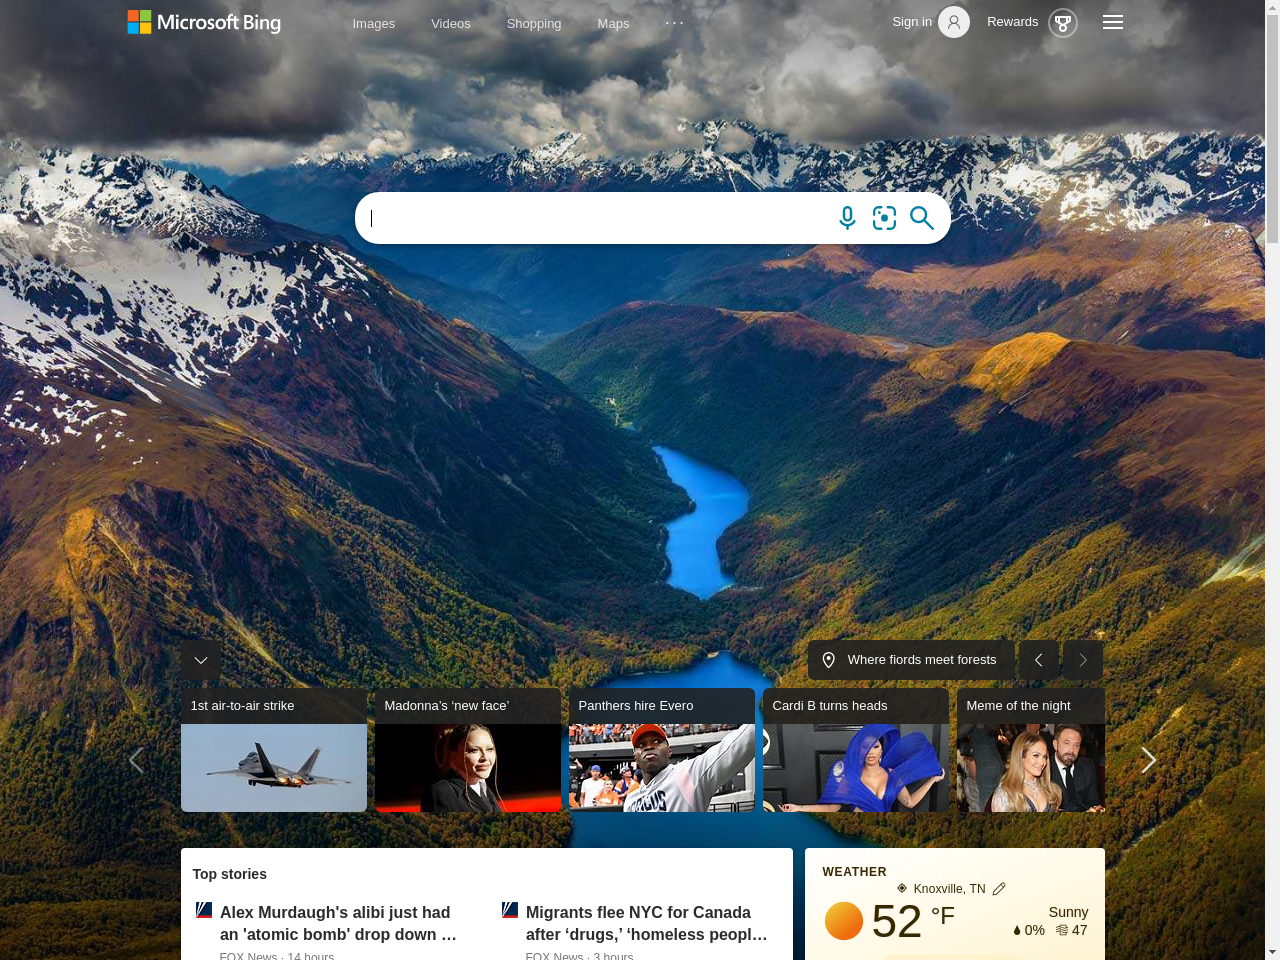 Microsoft Bing
Images Videos Shopping Maps ...
Sign in Rewards
Where fiords meet forests
1st air-to-air strike
Madonna’s ‘new face’
Panthers hire Evero
Cardi B turns heads
Meme of the night
Top stories
Alex Murdaugh's alibi just had
an 'atomic bomb' drop down ...
FOX News · 14 hours
Migrants flee NYC for Canada
after ‘drugs,’ ‘homeless peopl...
FOX News · 3 hours
WEATHER
Knoxville, TN
52 °F
Sunny
0% 47